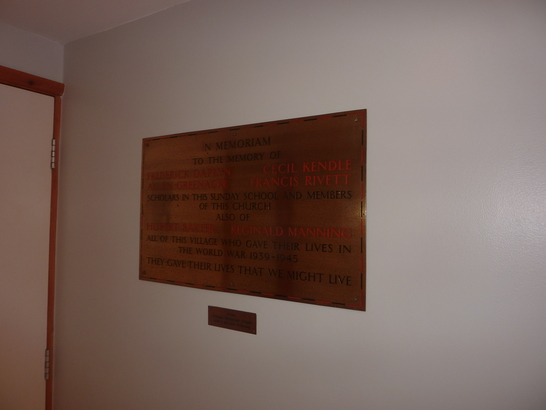 IN MEMORIAM
TO THE MEMORY OF
CECIL KENDLE
FRANCIS RIVETT
SCHOLARS IN THIS SUNDAY SCHOOL AND MEMBERS
OF THIS CHURCH
ALSO OF
REGINALD MANNING
ALL OF THIS VILLAGE WHO GAVE THEIR LIVES IN
THE WORLD WAR 1939-1945
THEY GAVE THEIR LIVES THAT WE MIGHT LIVE